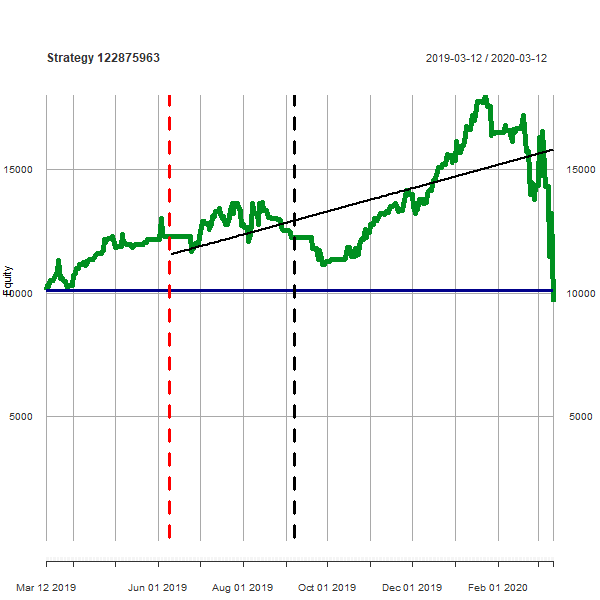 Strategy 122875963
2019-03-12 / 2020-03-12
15000
15000
Equity
10000
10000
5000
5000
Mar 12 2019
Jun 01 2019
Aug 01 2019
Oct 01 2019
Dec 01 2019
Feb 01 2020